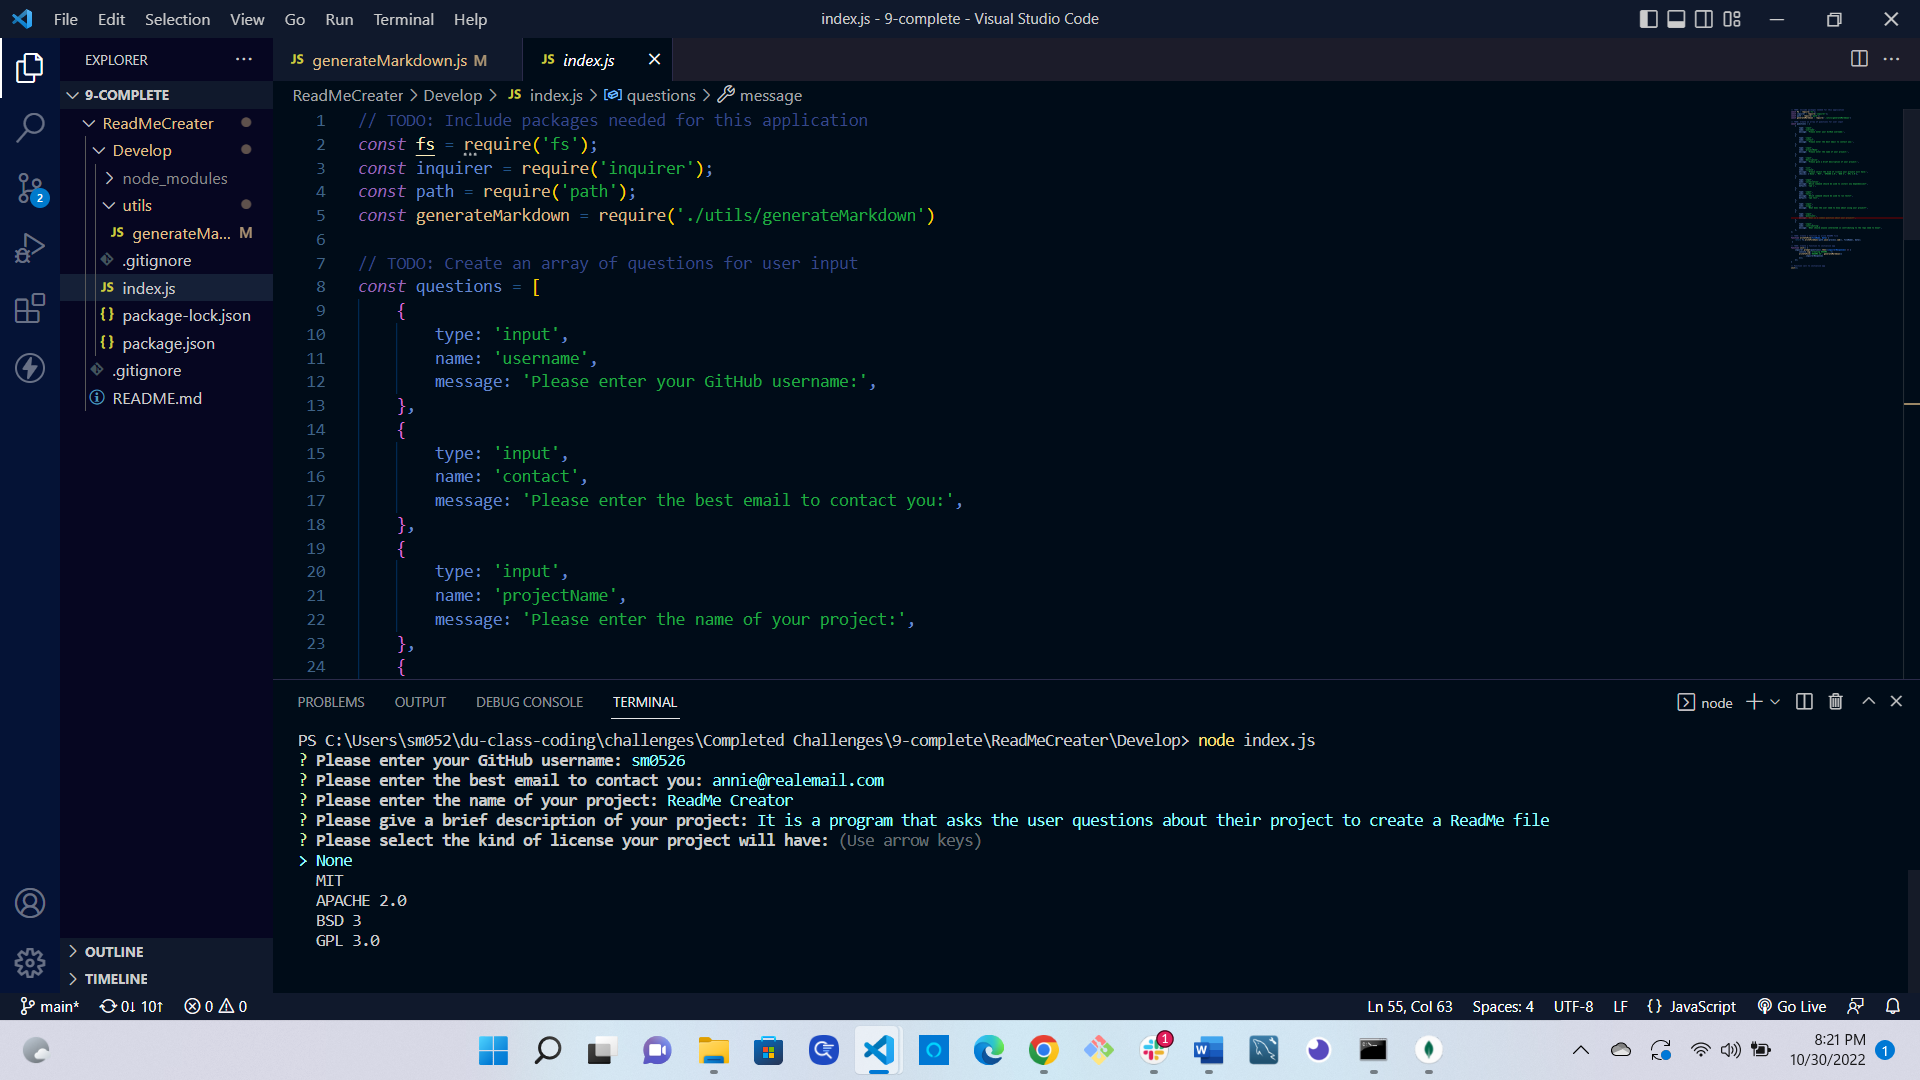 File Edit Selection View Go Run Terminal Help
index.js - 9-complete - Visual Studio Code
EXPLORER
9-COMPLETE
ReadMeCreater
Develop
node_modules
utils
JS generateMa... M
.gitignore
JS index.js
{} package-lock.json
{} package.json
.gitignore
README.md
OUTLINE
TIMELINE
2
JS generateMarkdown.js M
JS index.js
ReadMeCreater > Develop > JS index.js > questions > message
1 // TODO: Include packages needed for this application
2 const fs = require('fs');
3 const inquirer = require('inquirer');
4 const path = require('path');
5 const generateMarkdown = require('./utils/generateMarkdown')
6
7 // TODO: Create an array of questions for user input
8 const questions = [
9 {
10 type: 'input',
11 name: 'username',
12 message: 'Please enter your GitHub username:',
13 },
14 {
15 type: 'input',
16 name: 'contact',
17 message: 'Please enter the best email to contact you:',
18 },
19 {
20 type: 'input',
21 name: 'projectName',
22 message: 'Please enter the name of your project:',
23 },
24 {
PROBLEMS OUTPUT DEBUG CONSOLE TERMINAL
node
PS C:\Users\sm052\du-class-coding\challenges\Completed Challenges\9-complete\ReadMeCreater\Develop> node index.js
? Please enter your GitHub username: sm0526
? Please enter the best email to contact you: annie@realemail.com
? Please enter the name of your project: ReadMe Creator
? Please give a brief description of your project: It is a program that asks the user questions about their project to create a ReadMe file
? Please select the kind of license your project will have: (Use arrow keys)
> None
MIT
APACHE 2.0
BSD 3
GPL 3.0
main* 0↓ 10↑ 0 0
Ln 55, Col 63 Spaces: 4 UTF-8 LF {} JavaScript Go Live
1
W
8:21 PM
10/30/2022
1